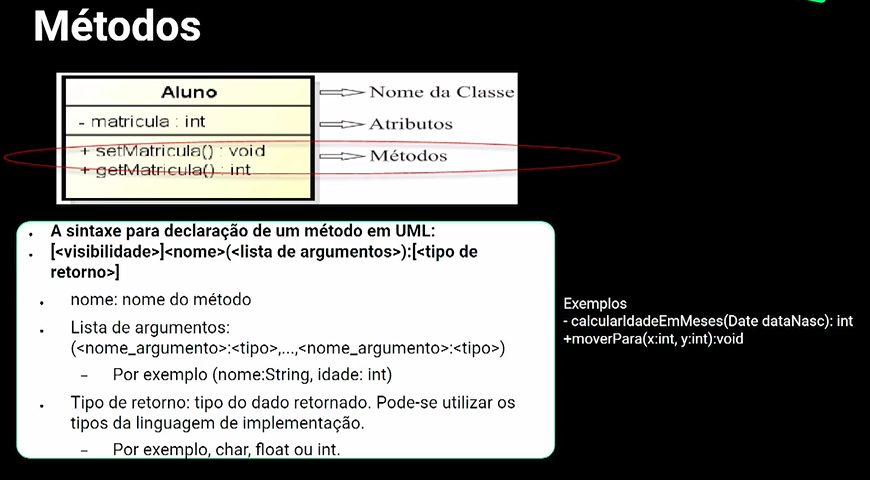 Métodos
Aluno
Nome da Classe
- matricula : int
Atributos
+ setMatricula() : void
+ getMatricula() : int
Métodos
• A sintaxe para declaração de um método em UML:
• [<visibilidade>]<nome>(<lista de argumentos>):[<tipo de
retorno>]
• nome: nome do método
• Lista de argumentos:
(<nome_argumento>:<tipo>,...,<nome_argumento>:<tipo>)
– Por exemplo (nome:String, idade: int)
• Tipo de retorno: tipo do dado retornado. Pode-se utilizar os
tipos da linguagem de implementação.
– Por exemplo, char, float ou int.
Exemplos
- calcularIdadeEmMeses(Date dataNasc): int
+moverPara(x:int, y:int):void